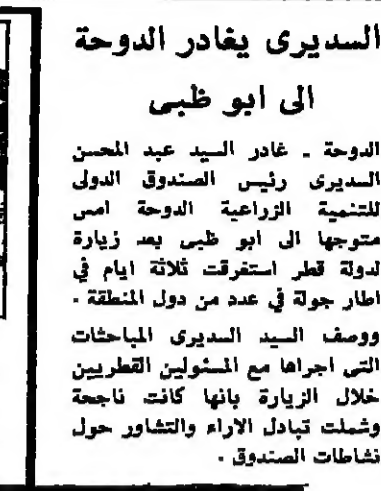 السديرى يغادر الدوحة
الى ابو ظبى
الدوحة - غادر السيد عبد المحسن
السديرى رئيس الصندوق الدولى
للتنمية الزراعية الدوحة امس
متوجها الى ابو ظبى بعد زيارة
لدولة قطر استغرقت ثلاثة ايام في
اطار جولة في عدد من دول المنطقة .
ووصف السيد السديرى المباحثات
التى اجراها مع المسئولين القطريين
خلال الزيارة بانها كانت ناجحة
وشملت تبادل الاراء والتشاور حول
نشاطات الصندوق .